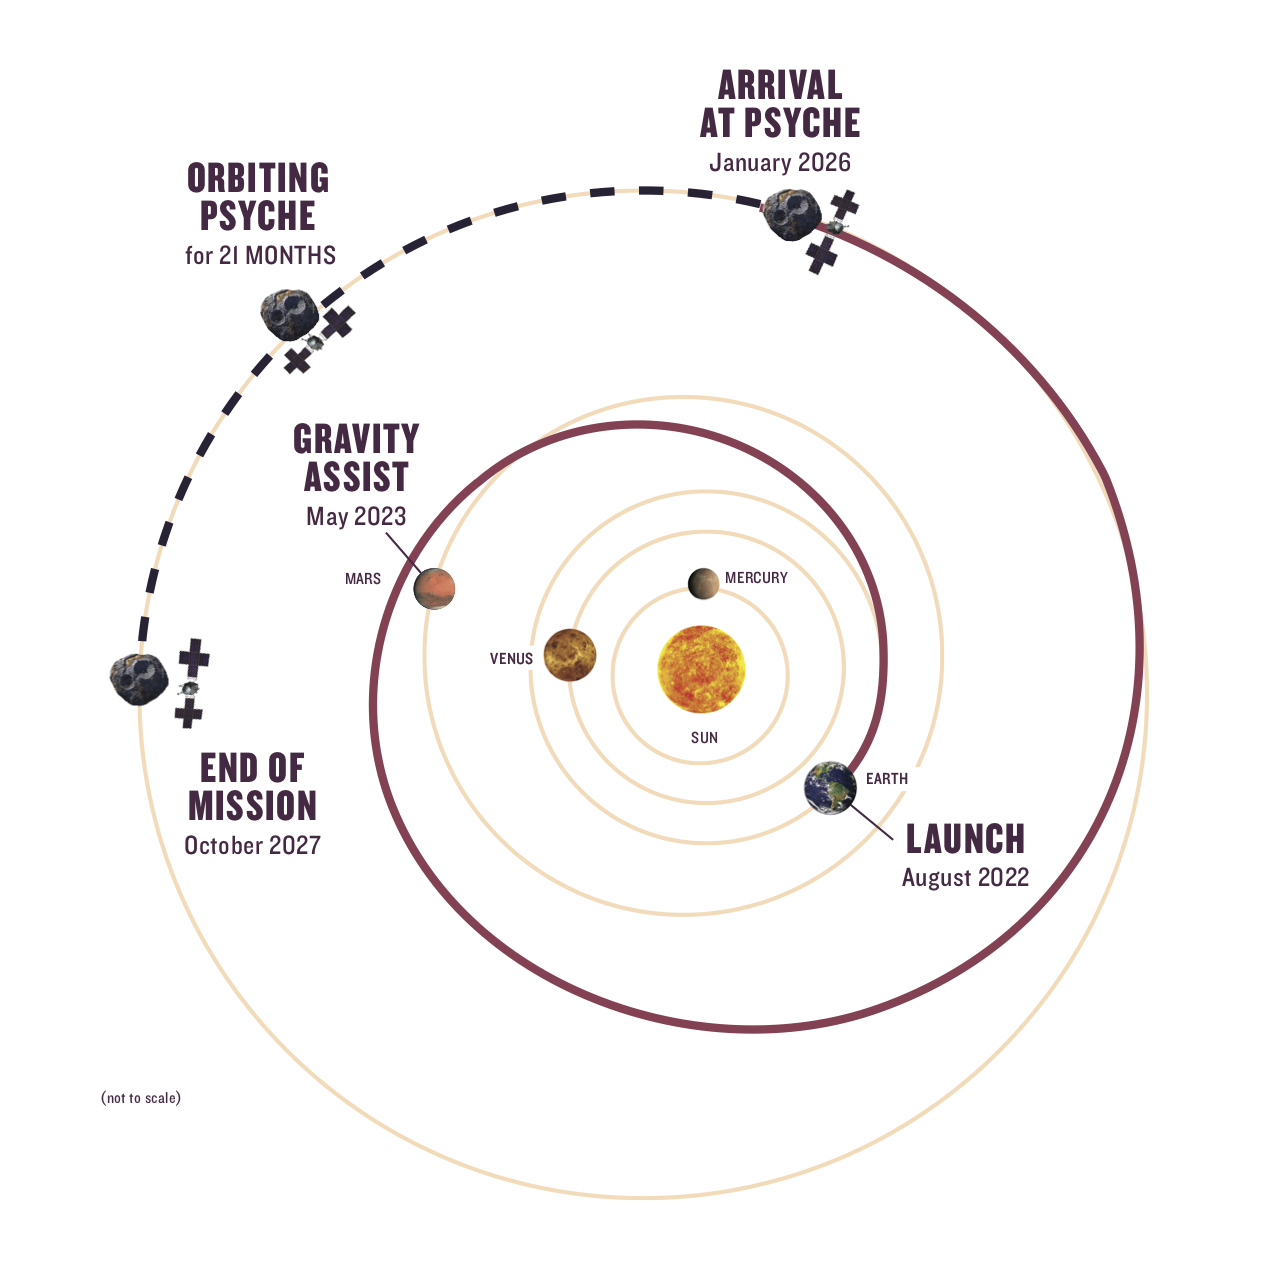 ARRIVAL
AT PSYCHE
January 2026
ORBITING
PSYCHE
for 21 MONTHS
GRAVITY
ASSIST
May 2023
MARS
MERCURY
VENUS
SUN
EARTH
LAUNCH
August 2022
END OF
MISSION
October 2027
(not to scale)